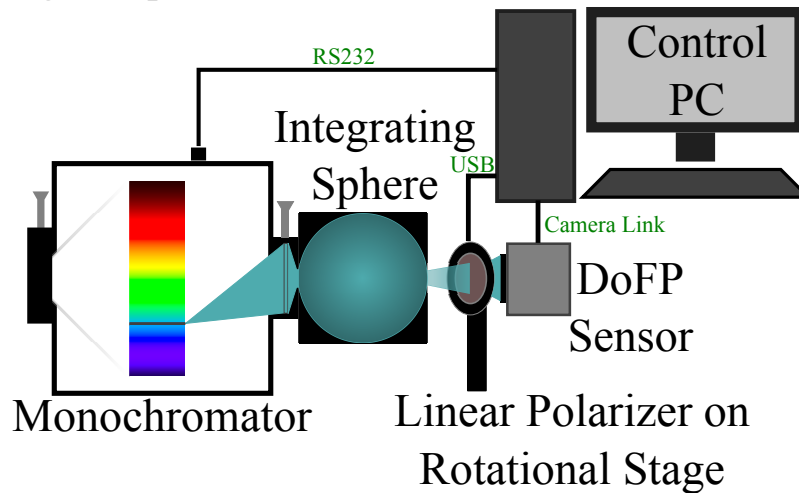 RS232
Control
PC
Integrating
Sphere
USB
Camera Link
DoFP
Sensor
Monochromator
Linear Polarizer on
Rotational Stage